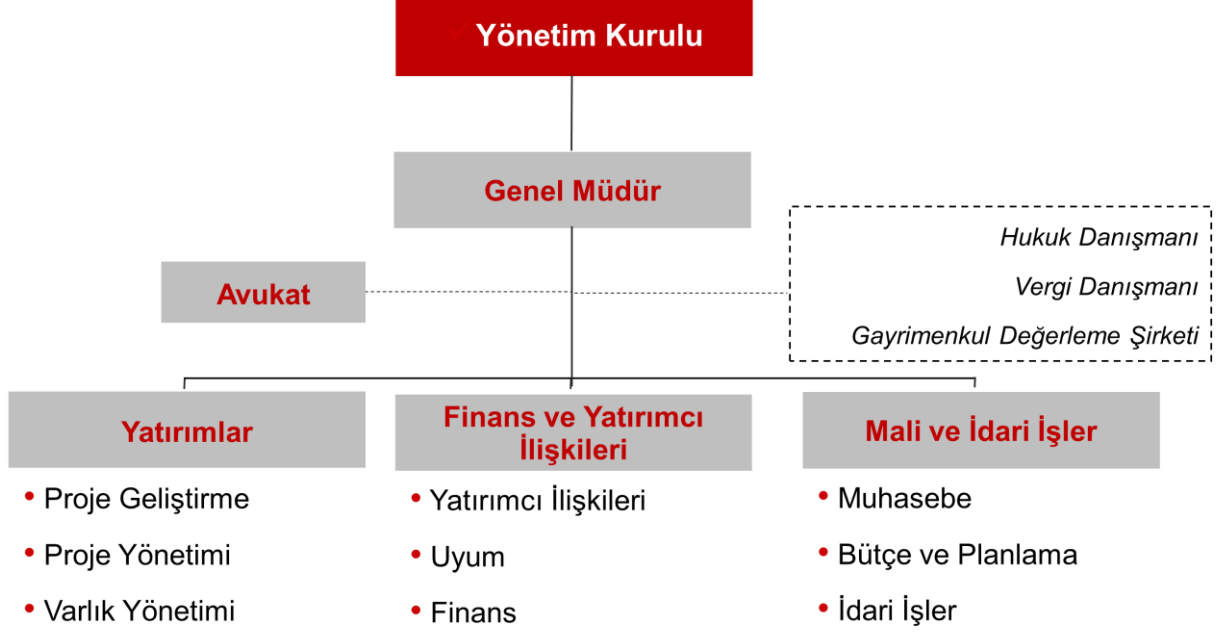 Yönetim Kurulu
Genel Müdür
Avukat
Hukuk Danışmanı
Vergi Danışmanı
Gayrimenkul Değerleme Şirketi
Yatırımlar
• Proje Geliştirme
• Proje Yönetimi
• Varlık Yönetimi
Finans ve Yatırımcı
İlişkileri
• Yatırımcı İlişkileri
• Uyum
• Finans
Mali ve İdari İşler
• Muhasebe
• Bütçe ve Planlama
• İdari İşler